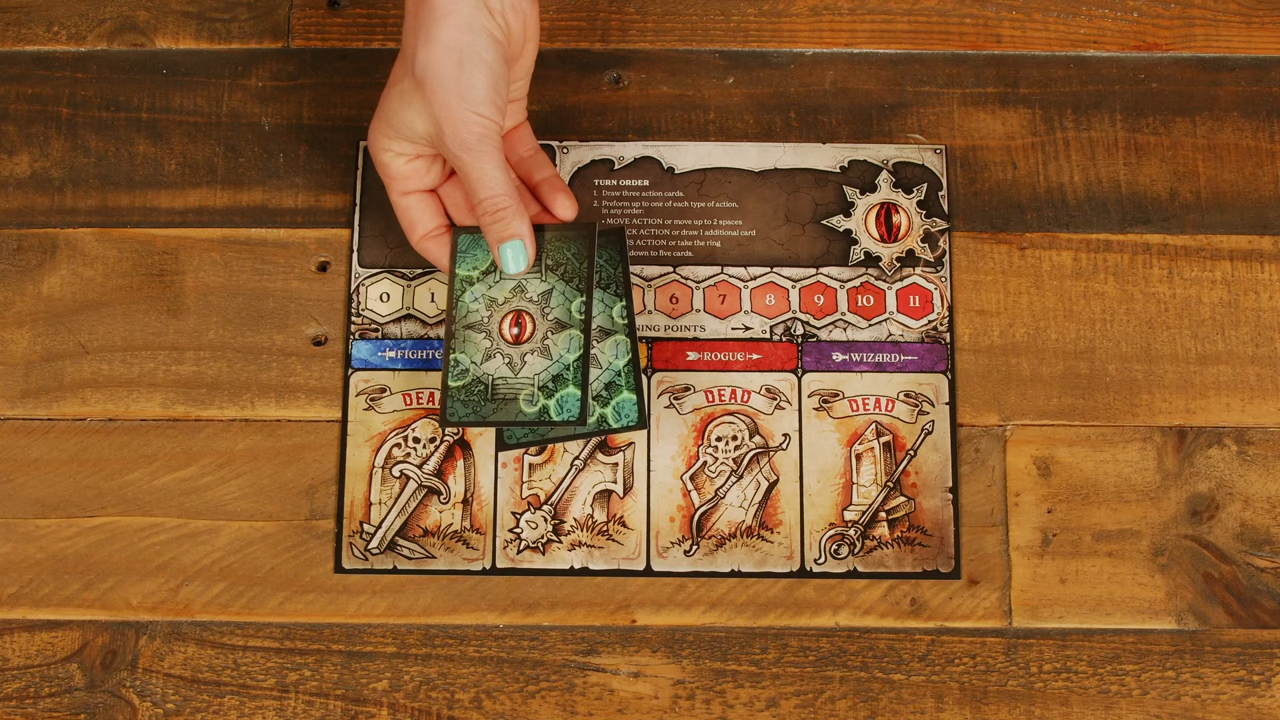 TURN ORDER
1. Draw three action cards.
2. Preform up to one of each type of action,
in any order:
• MOVE ACTION or move up to 2 spaces
CK ACTION or draw 1 additional card
S ACTION or take the ring
down to five cards.
0 1 6 7 8 9 10 11
NING POINTS
FIGHTE ROGUE WIZARD
DEA DEAD DEAD